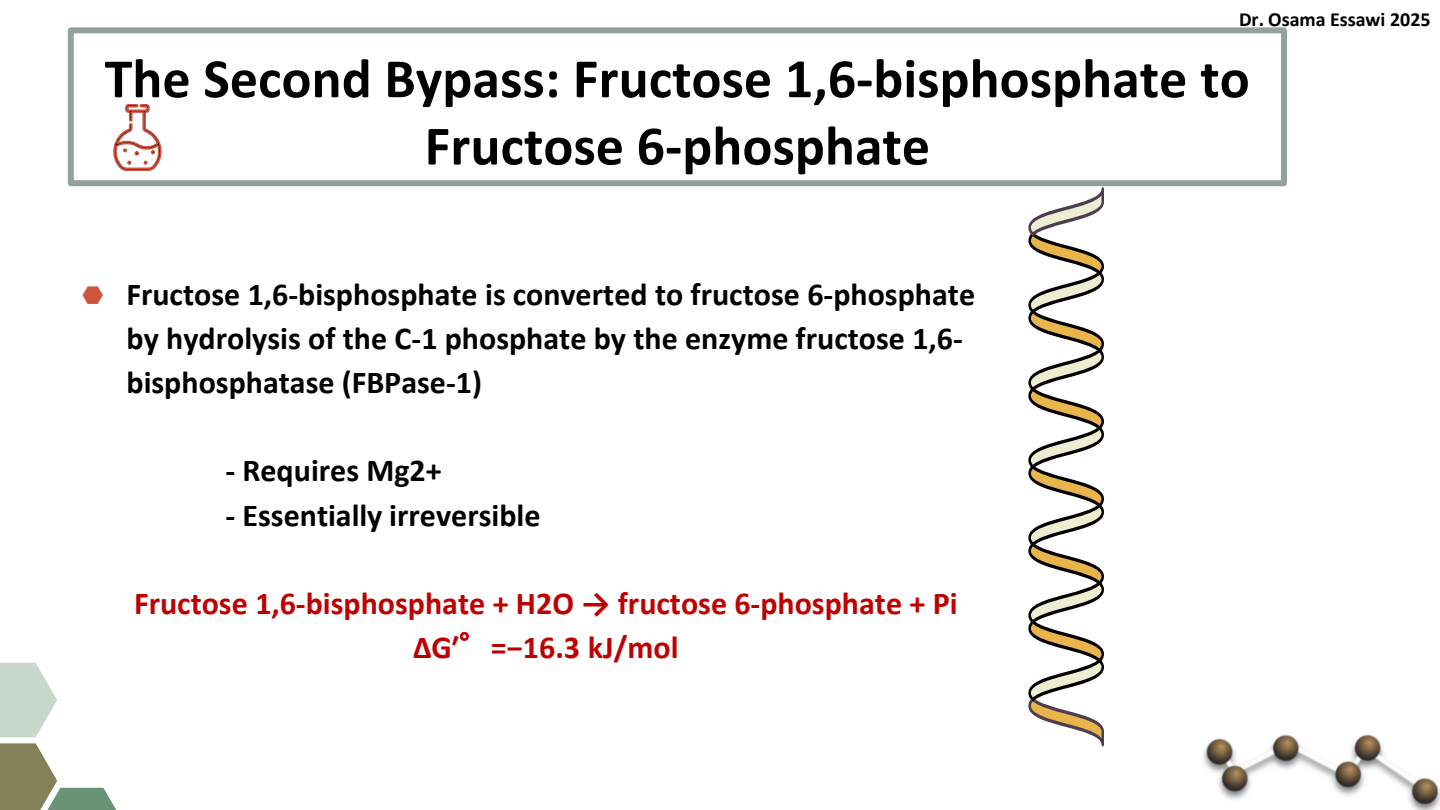 Dr. Osama Essawi 2025
The Second Bypass: Fructose 1,6-bisphosphate to
Fructose 6-phosphate
Fructose 1,6-bisphosphate is converted to fructose 6-phosphate
by hydrolysis of the C-1 phosphate by the enzyme fructose 1,6-
bisphosphatase (FBPase-1)
- Requires Mg2+
- Essentially irreversible
Fructose 1,6-bisphosphate + H2O → fructose 6-phosphate + Pi
ΔG′° =−16.3 kJ/mol